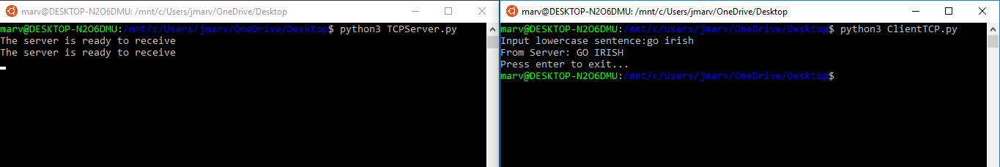 marv@DESKTOP-N2O6DMU: /mnt/c/Users/jmarv/OneDrive/Desktop
marv@DESKTOP-N2O6DMU:/mnt/c/Users/jmarv/OneDrive/Desktop$ python3 TCPServer.py
The server is ready to receive
The server is ready to receive
marv@DESKTOP-N2O6DMU: /mnt/c/Users/jmarv/OneDrive/Desktop
marv@DESKTOP-N2O6DMU:/mnt/c/Users/jmarv/OneDrive/Desktop$ python3 ClientTCP.py
Input lowercase sentence:go irish
From Server: GO IRISH
Press enter to exit...
marv@DESKTOP-N2O6DMU:/mnt/c/Users/jmarv/OneDrive/Desktop$